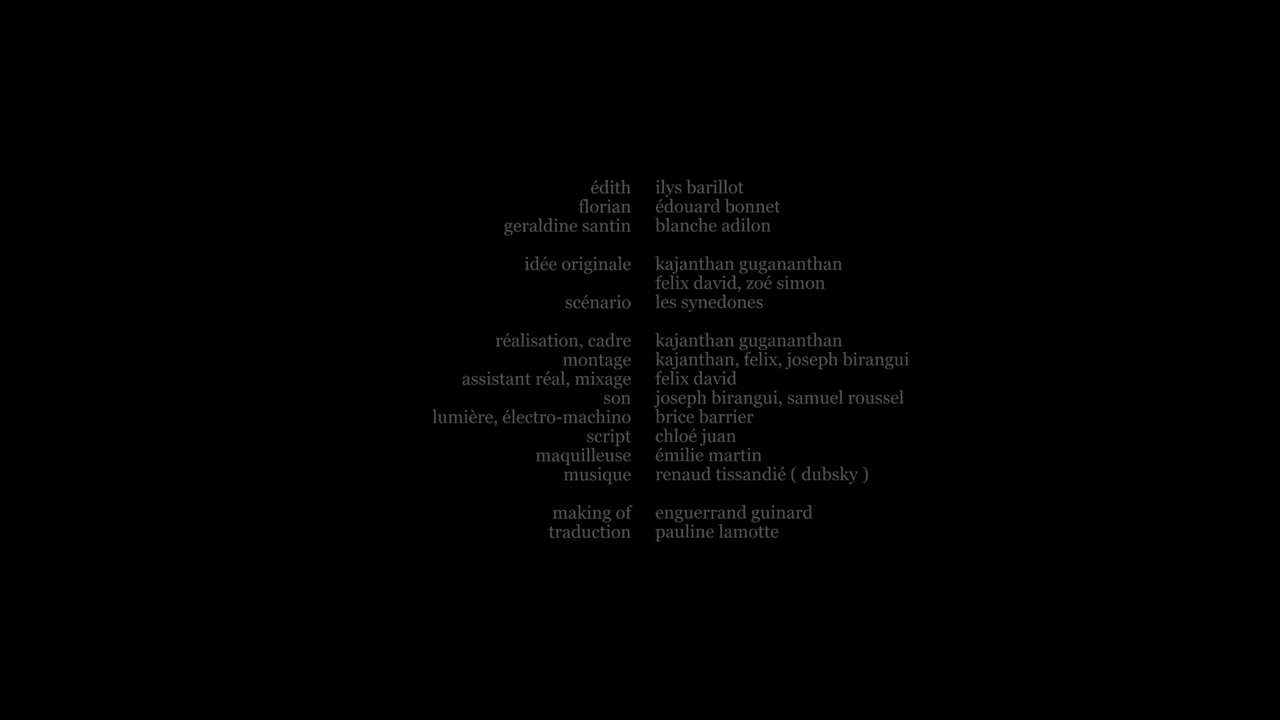 édith ilys barillot
florian édouard bonnet
geraldine santin blanche adilon
idée originale kajanthan gugananthan
felix david, zoé simon
scénario les synedones
réalisation, cadre kajanthan gugananthan
montage kajanthan, felix, joseph birangui
assistant réal, mixage felix david
son joseph birangui, samuel roussel
lumière, électro-machino brice barrier
script chloé juan
maquilleuse émilie martin
musique renaud tissandié ( dubsky )
making of enguerrand guinard
traduction pauline lamotte